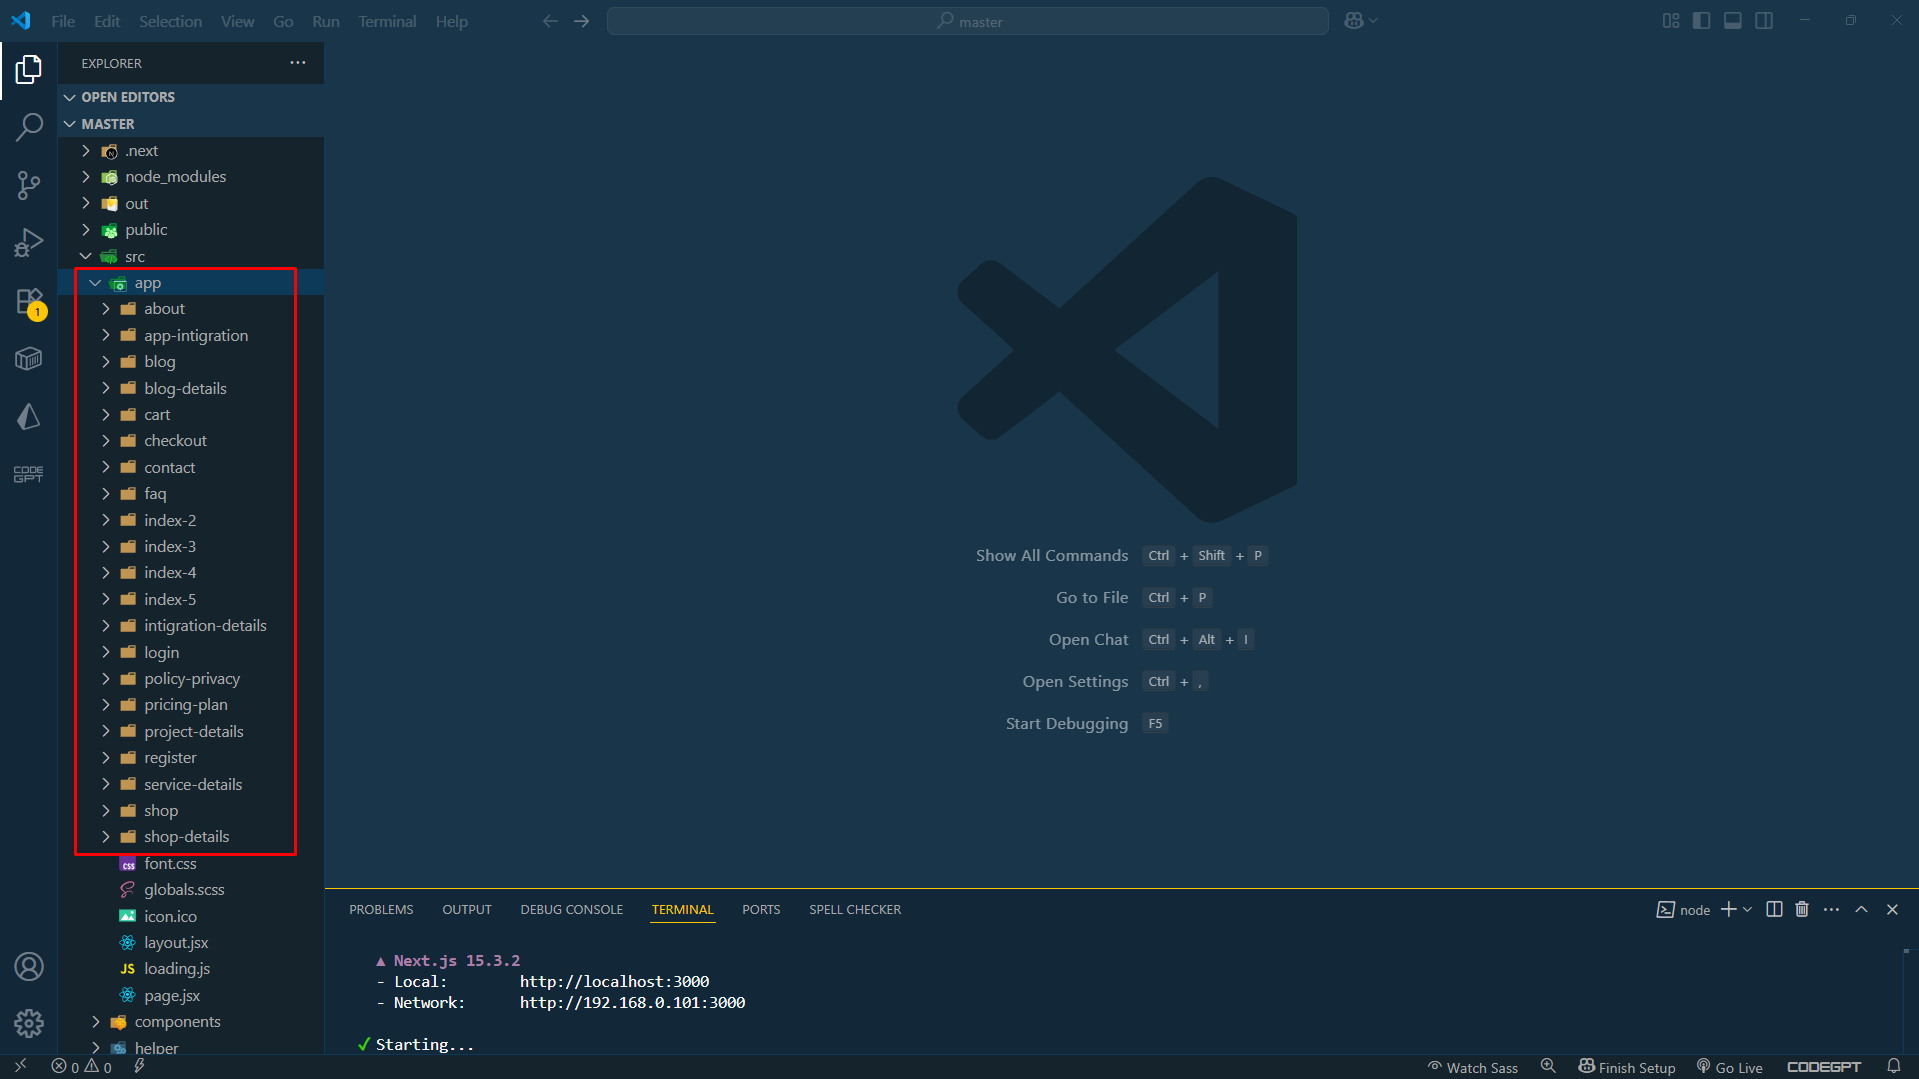 File Edit Selection View Go Run Terminal Help
master
EXPLORER
OPEN EDITORS
MASTER
.next
node_modules
out
public
src
app
about
app-intigration
blog
blog-details
cart
checkout
contact
faq
index-2
index-3
index-4
index-5
intigration-details
login
policy-privacy
pricing-plan
project-details
register
service-details
shop
shop-details
font.css
globals.scss
icon.ico
layout.jsx
loading.js
page.jsx
components
helper
1
CODE
GPT
Show All Commands Ctrl + Shift + P
Go to File Ctrl + P
Open Chat Ctrl + Alt + I
Open Settings Ctrl + ,
Start Debugging F5
PROBLEMS OUTPUT DEBUG CONSOLE TERMINAL PORTS SPELL CHECKER
node
▲ Next.js 15.3.2
- Local: http://localhost:3000
- Network: http://192.168.0.101:3000
✓ Starting...
0 0
Watch Sass Finish Setup Go Live CODEGPT